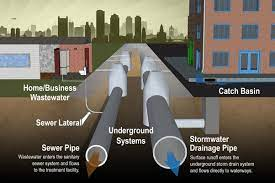 Home/Business
Wastewater
Catch Basin
Sewer Lateral
Underground
Systems
Sewer Pipe
Wastewater enters the sanitary
sewer system and flows to
the treatment facility.
Stormwater
Drainage Pipe
Surface runoff enters the
underground storm drain system
and flows directly to waterways.